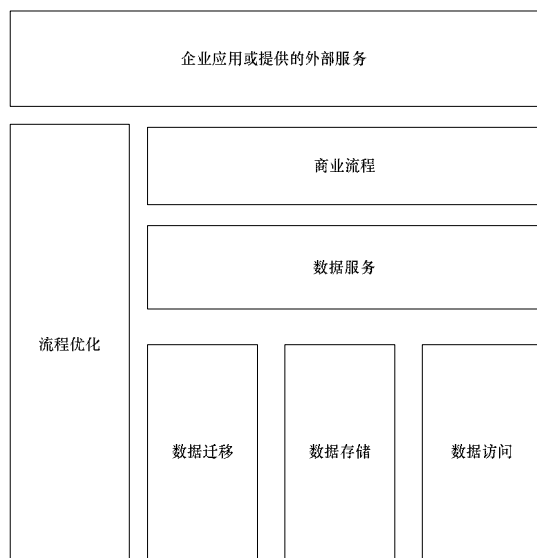 企业应用或提供的外部服务
商业流程
数据服务
流程优化
数据迁移
数据存储
数据访问